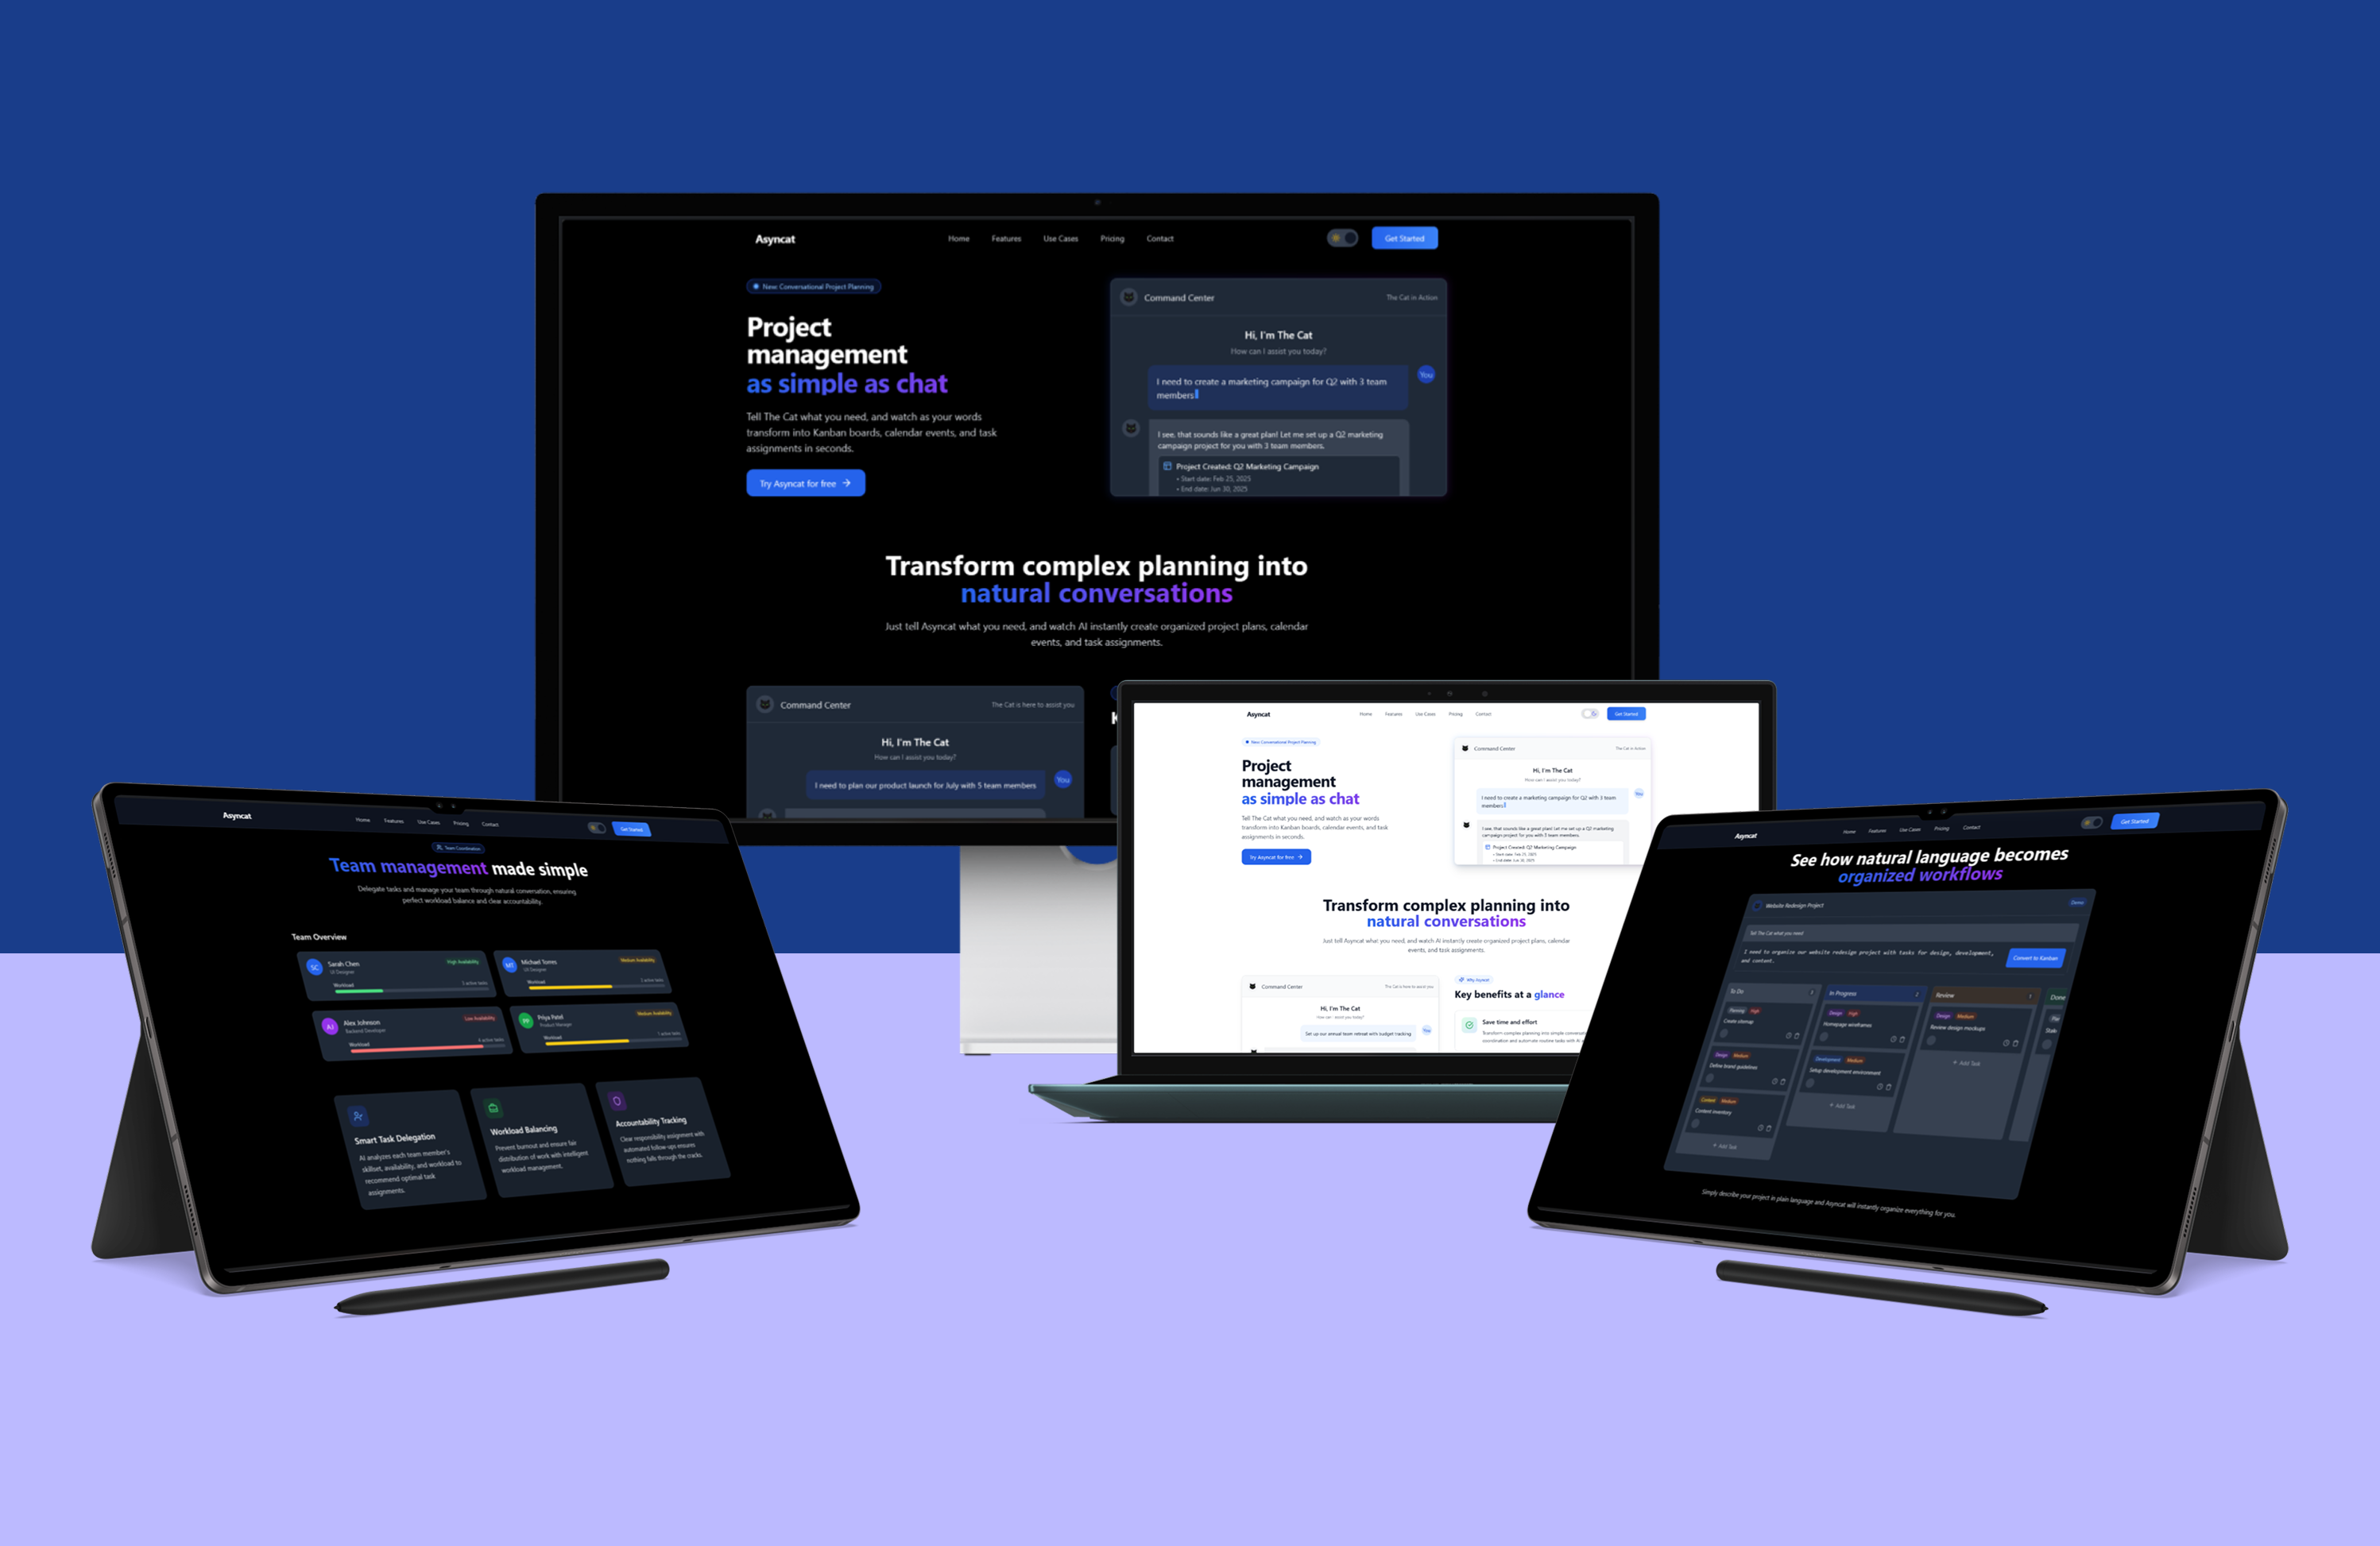 Asyncat
Home Features Use Cases Pricing Contact
Get Started
New: Conversational Project Planning
Project
management
as simple as chat
Tell The Cat what you need, and watch as your words
transform into Kanban boards, calendar events, and task
assignments in seconds.
Try Asyncat for free
Command Center
The Cat in Action
Hi, I'm The Cat
How can I assist you today?
I need to create a marketing campaign for Q2 with 3 team
members
You
I see, that sounds like a great plan! Let me set up a Q2 marketing
campaign project for you with 3 team members.
Project Created: Q2 Marketing Campaign
• Start date: Feb 25, 2025
• End date: Jun 30, 2025
Transform complex planning into
natural conversations
Just tell Asyncat what you need, and watch AI instantly create organized project plans, calendar
events, and task assignments.
Command Center
The Cat is here to assist you
Hi, I'm The Cat
How can I assist you today?
I need to plan our product launch for July with 5 team members
You
K
Asyncat
Home Features Use Cases Pricing Contact
Get Started
Team Coordination
Team management made simple
Delegate tasks and manage your team through natural conversation, ensuring
perfect workload balance and clear accountability.
Team Overview
SC
Sarah Chen
UI Designer
High Availability
Workload
5 active tasks
MT
Michael Torres
UI Designer
Medium Availability
Workload
active tasks
AJ
Alex Johnson
Backend Developer
Low Availability
Workload
4 active tasks
PP
Priya Patel
Product Manager
Medium Availability
Workload
active tasks
Smart Task Delegation
AI analyzes each team member's
skillset, availability, and workload to
recommend optimal task
assignments.
Workload Balancing
Prevent burnout and ensure fair
distribution of work with intelligent
workload management.
Accountability Tracking
Clear responsibility assignment with
automated follow-ups ensures
nothing falls through the cracks.
Asyncat
Home Features Use Cases Pricing Contact
Get Started
New: Conversational Project Planning
Project
management
as simple as chat
Tell The Cat what you need, and watch as your words
transform into Kanban boards, calendar events, and task
assignments in seconds.
Try Asyncat for free
Command Center
The Cat in Action
Hi, I'm The Cat
How can I assist you today?
I need to create a marketing campaign for Q2 with 3 team
members
You
I see, that sounds like a great plan! Let me set up a Q2 marketing
campaign project for you with 3 team members.
Project Created: Q2 Marketing Campaign
• Start date: Feb 25, 2025
• End date: Jun 30, 2025
Transform complex planning into
natural conversations
Just tell Asyncat what you need, and watch AI instantly create organized project plans, calendar
events, and task assignments.
Command Center
The Cat is here to assist you
Hi, I'm The Cat
How can I assist you today?
Set up our annual team retreat with budget tracking
You
Why Asyncat
Key benefits at a glance
Save time and effort
Transform complex planning into simple
coordination and automate routine tasks with AI
Asyncat
Home Features Use Cases Pricing Contact
Get Started
See how natural language becomes
organized workflows
Website Redesign Project
Demo
Tell The Cat what you need
I need to organize our website redesign project with tasks for design, development,
and content.
Convert to Kanban
To Do
Planning High
Create sitemap
Design Medium
Define brand guidelines
Content Medium
Content inventory
+ Add Task
In Progress
Design High
Homepage wireframes
Development Medium
Setup development environment
+ Add Task
Review
Design Medium
Review design mockups
+ Add Task
Done
Simply describe your project in plain language and Asyncat will instantly organize everything for you.